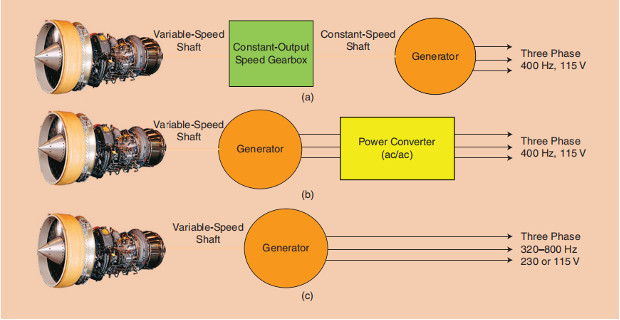 Variable-Speed
Shaft
Constant-Output
Speed Gearbox
Constant-Speed
Shaft
Generator
Three Phase
400 Hz, 115 V
(a)
Variable-Speed
Shaft
Generator
Power Converter
(ac/ac)
Three Phase
400 Hz, 115 V
(b)
Variable-Speed
Shaft
Generator
Three Phase
320–800 Hz
230 or 115 V
(c)